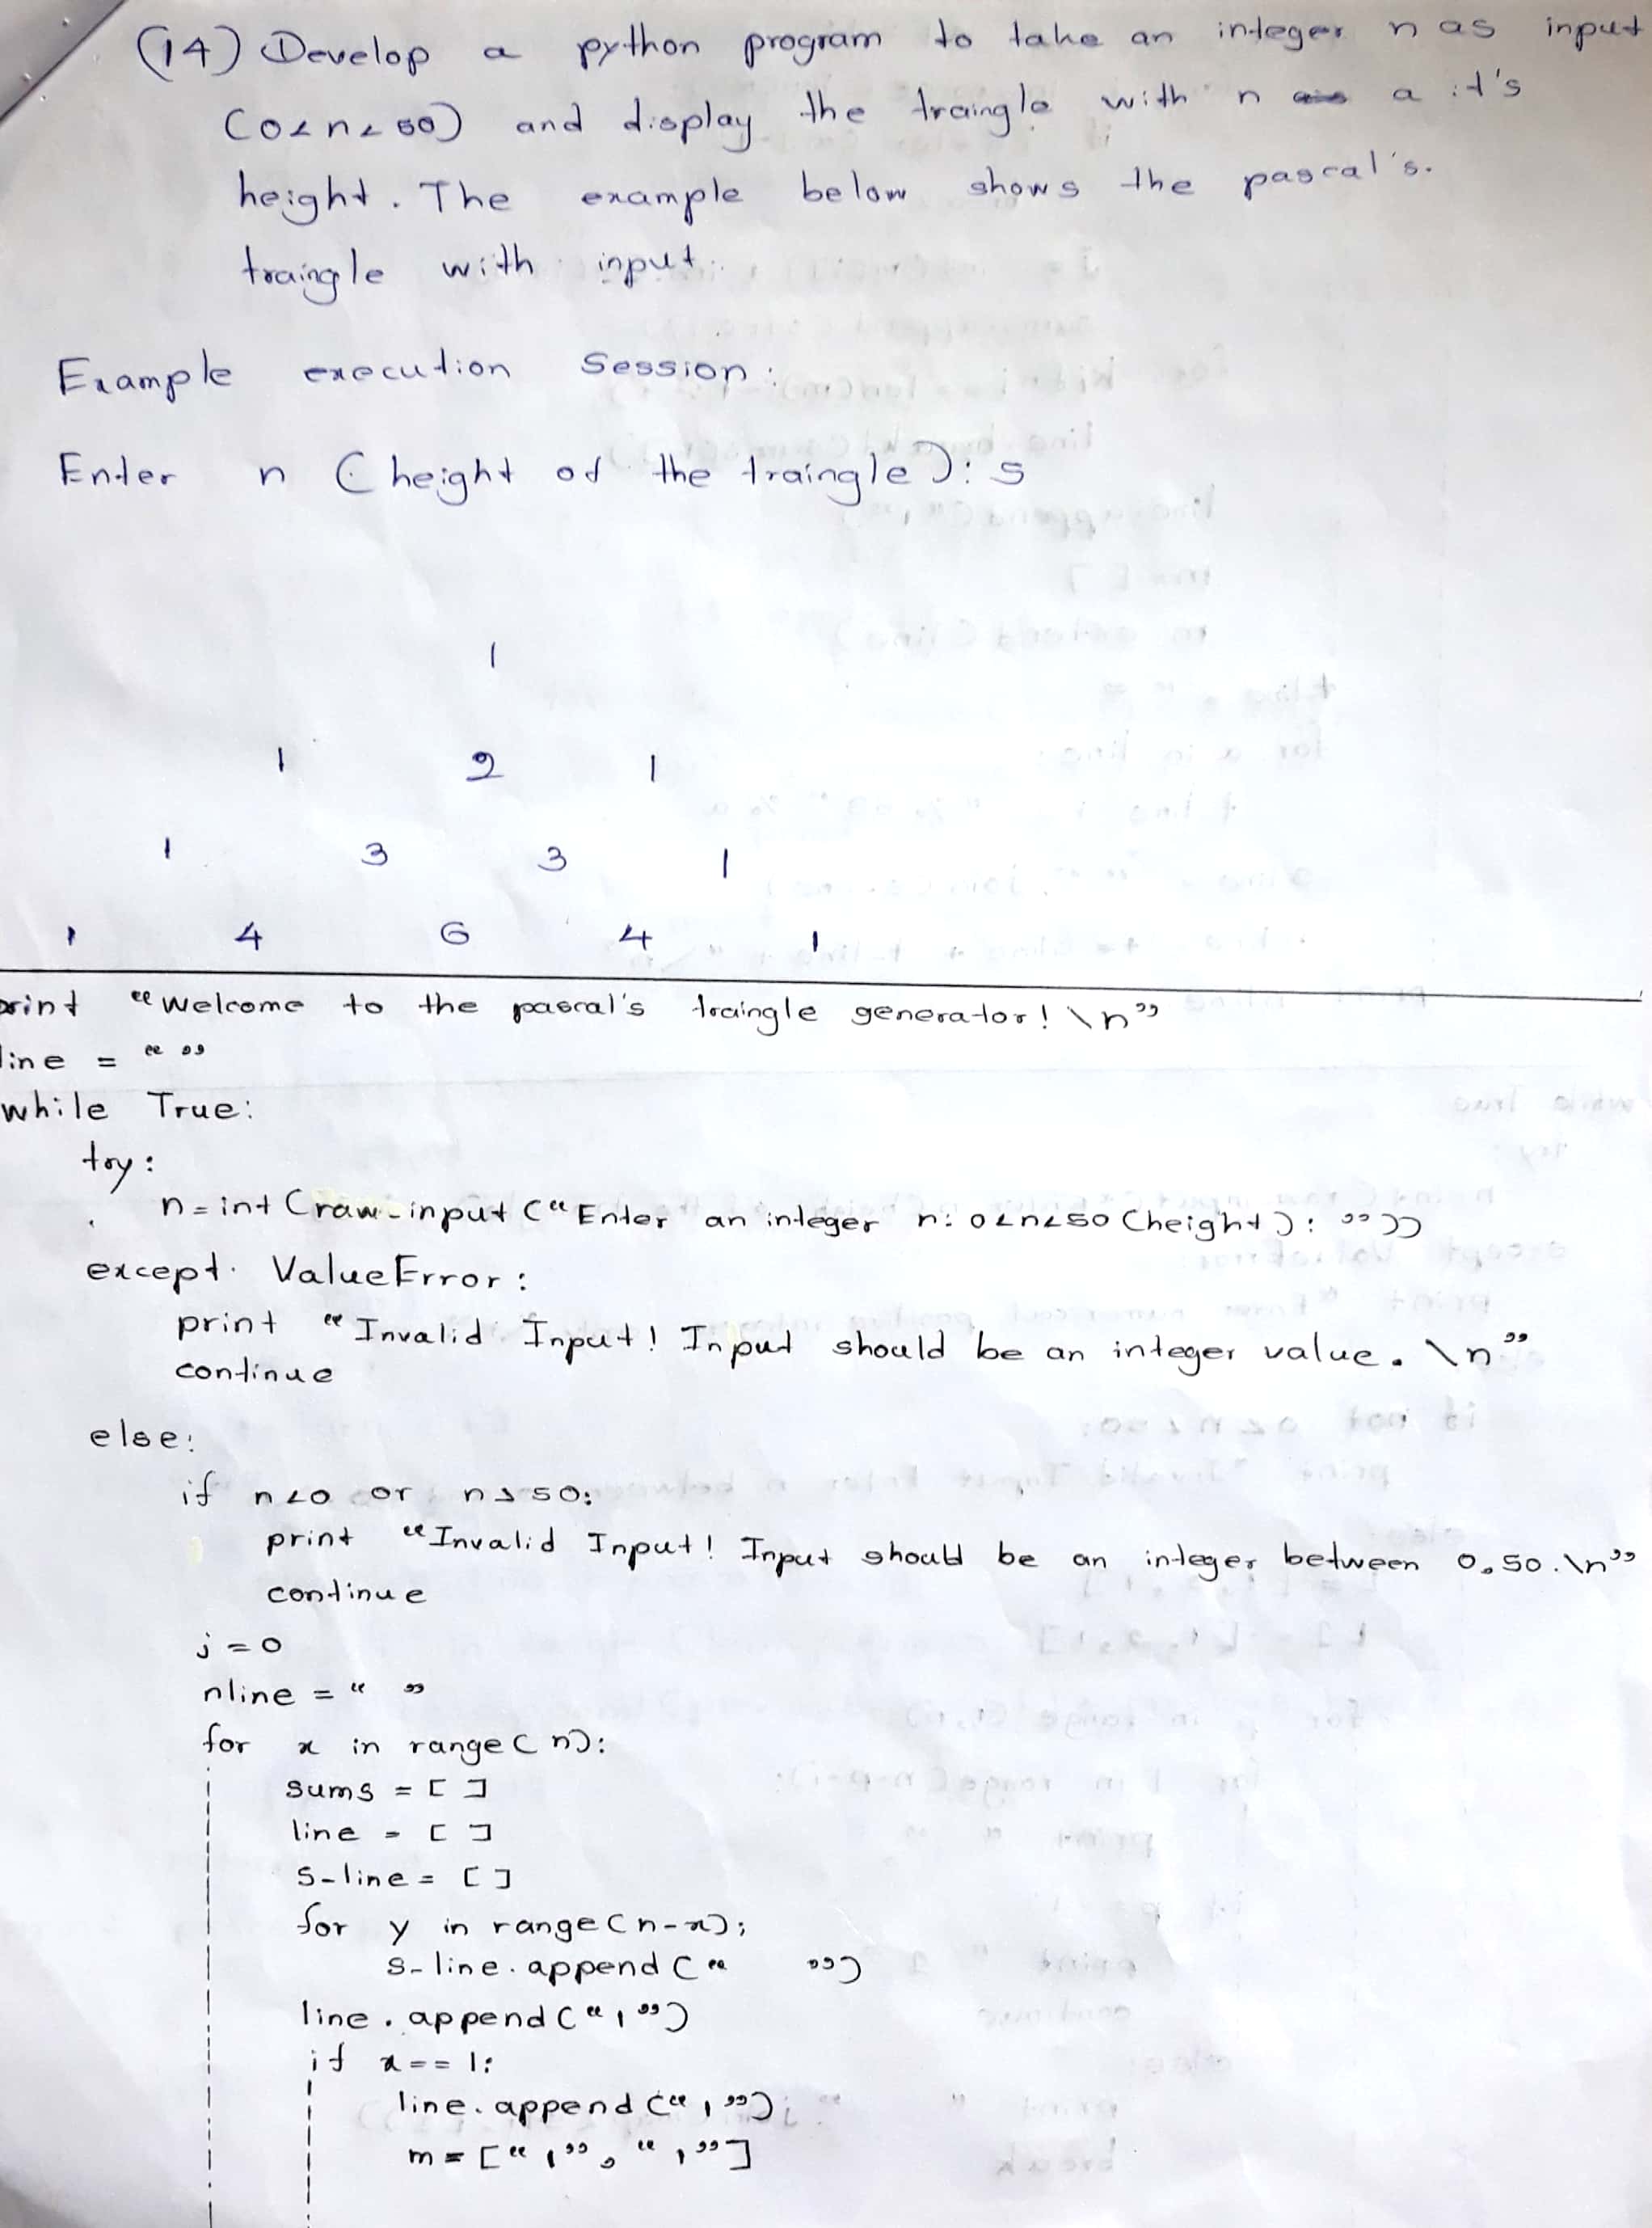 (14) Develop a python program to take an integer n as input
(0<n<50) and display the traingle with n a it's
height. The example below shows the pascal's.
traingle with input.
Example execution Session:
Enter n (height of the traingle): 5
1
1 2 1
1 3 3 1
1 4 6 4 1
print "Welcome to the pascal's traingle generator! \n"
line = " "
while True:
try:
n = int (raw-input ("Enter an integer n: 0<n<50 (height): "))
except ValueError:
print "Invalid Input! Input should be an integer value. \n"
continue
else:
if n<0 or n>50:
print "Invalid Input! Input should be an integer between 0,50.\n"
continue
j = 0
nline = " "
for x in range(n):
sums = [ ]
line = [ ]
s-line = [ ]
for y in range(n-x);
s-line.append(" ")
line.append("1")
if x == 1:
line.append("1");
m = ["1", "1"]